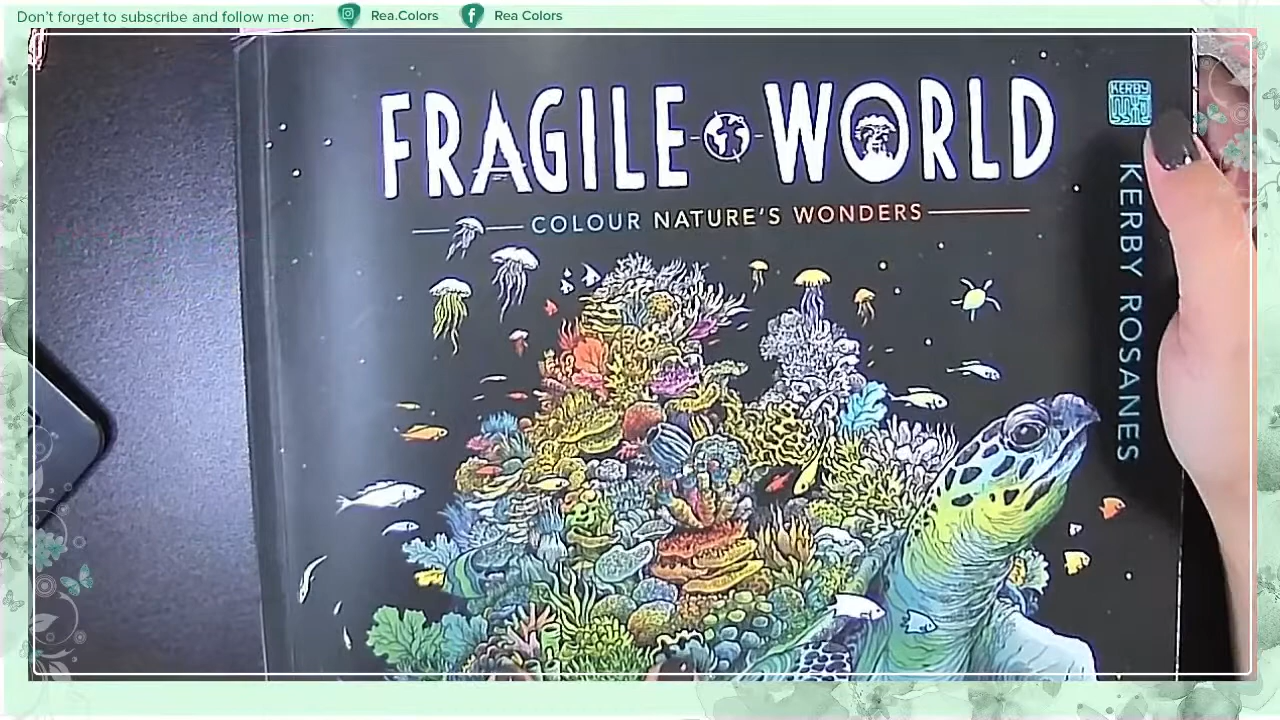 Don't forget to subscribe and follow me on: Rea.Colors Rea Colors
FRAGILE WORLD
COLOUR NATURE'S WONDERS
KERBY
KERBY ROSANES